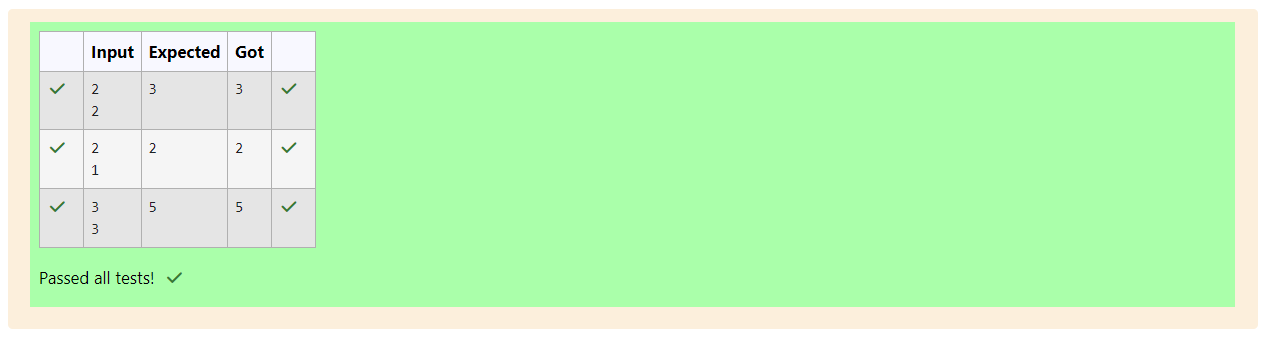 Input Expected Got
2 3 3
2
2 2 2
1
3 5 5
3
Passed all tests!